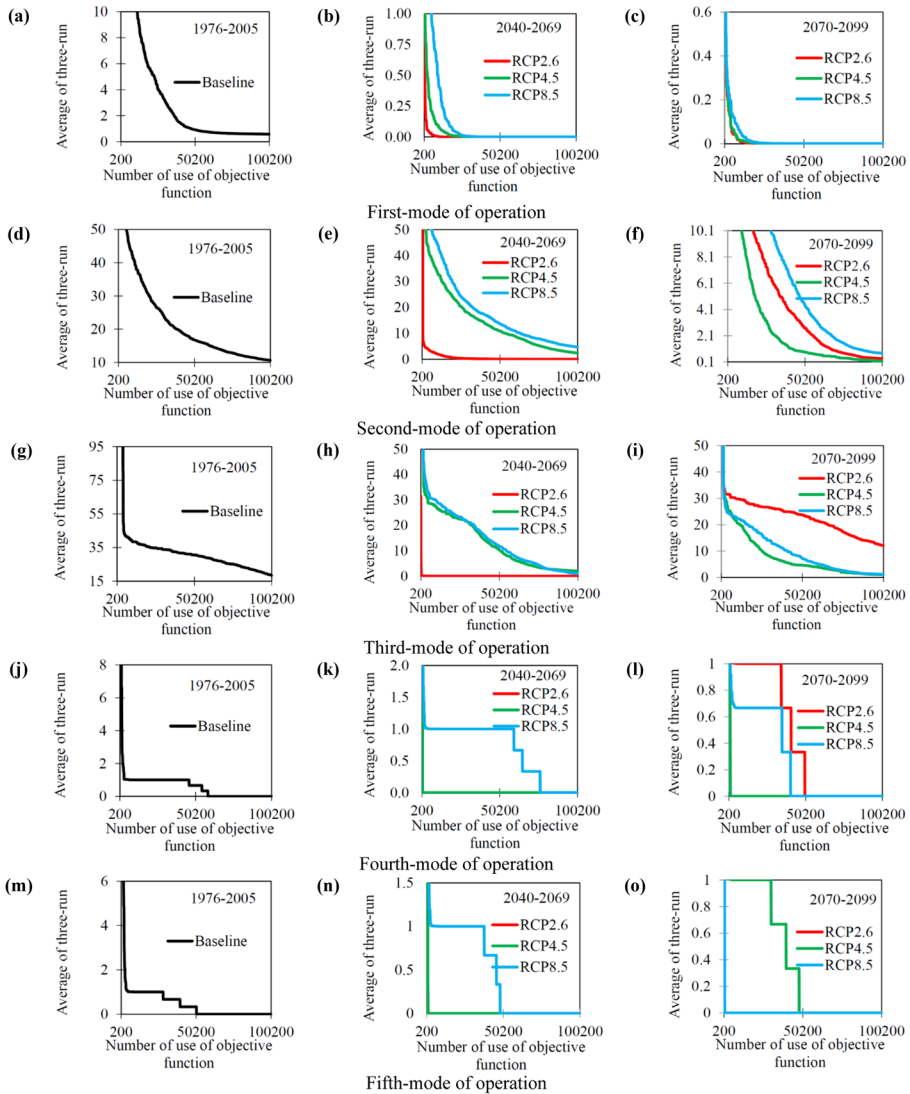 (a)
10
8
6
4
2
0
Average of three-run
1976-2005
Baseline
200
50200
100200
Number of use of objective
function
(b)
1.00
0.75
0.50
0.25
0.00
Average of three-run
2040-2069
RCP2.6
RCP4.5
RCP8.5
200
50200
100200
Number of use of objective
function
(c)
0.6
0.4
0.2
0
Average of three-run
2070-2099
RCP2.6
RCP4.5
RCP8.5
200
50200
100200
Number of use of objective
function
First-mode of operation
(d)
50
40
30
20
10
Average of three-run
1976-2005
Baseline
200
50200
100200
Number of use of objective
function
(e)
50
40
30
20
10
0
Average of three-run
2040-2069
RCP2.6
RCP4.5
RCP8.5
200
50200
100200
Number of use of objective
function
(f)
10.1
8.1
6.1
4.1
2.1
0.1
Average of three-run
2070-2099
RCP2.6
RCP4.5
RCP8.5
200
50200
100200
Number of use of objective
function
Second-mode of operation
(g)
95
75
55
35
15
Average of three-run
1976-2005
Baseline
200
50200
100200
Number of use of objective
function
(h)
50
40
30
20
10
0
Average of three-run
2040-2069
RCP2.6
RCP4.5
RCP8.5
200
50200
100200
Number of use of objective
function
(i)
50
40
30
20
10
0
Average of three-run
2070-2099
RCP2.6
RCP4.5
RCP8.5
200
50200
100200
Number of use of objective
function
Third-mode of operation
(j)
8
6
4
2
0
Average of three-run
1976-2005
Baseline
200
50200
100200
Number of use of objective
function
(k)
2.0
1.5
1.0
0.5
0.0
Average of three-run
2040-2069
RCP2.6
RCP4.5
RCP8.5
200
50200
100200
Number of use of objective
function
(l)
1
0.8
0.6
0.4
0.2
0
Average of three-run
2070-2099
RCP2.6
RCP4.5
RCP8.5
200
50200
100200
Number of use of objective
function
Fourth-mode of operation
(m)
6
4
2
0
Average of three-run
1976-2005
Baseline
200
50200
100200
Number of use of objective
function
(n)
1.5
1
0.5
0
Average of three-run
2040-2069
RCP2.6
RCP4.5
RCP8.5
200
50200
100200
Number of use of objective
function
(o)
1
0.8
0.6
0.4
0.2
0
Average of three-run
2070-2099
RCP2.6
RCP4.5
RCP8.5
200
50200
100200
Number of use of objective
function
Fifth-mode of operation